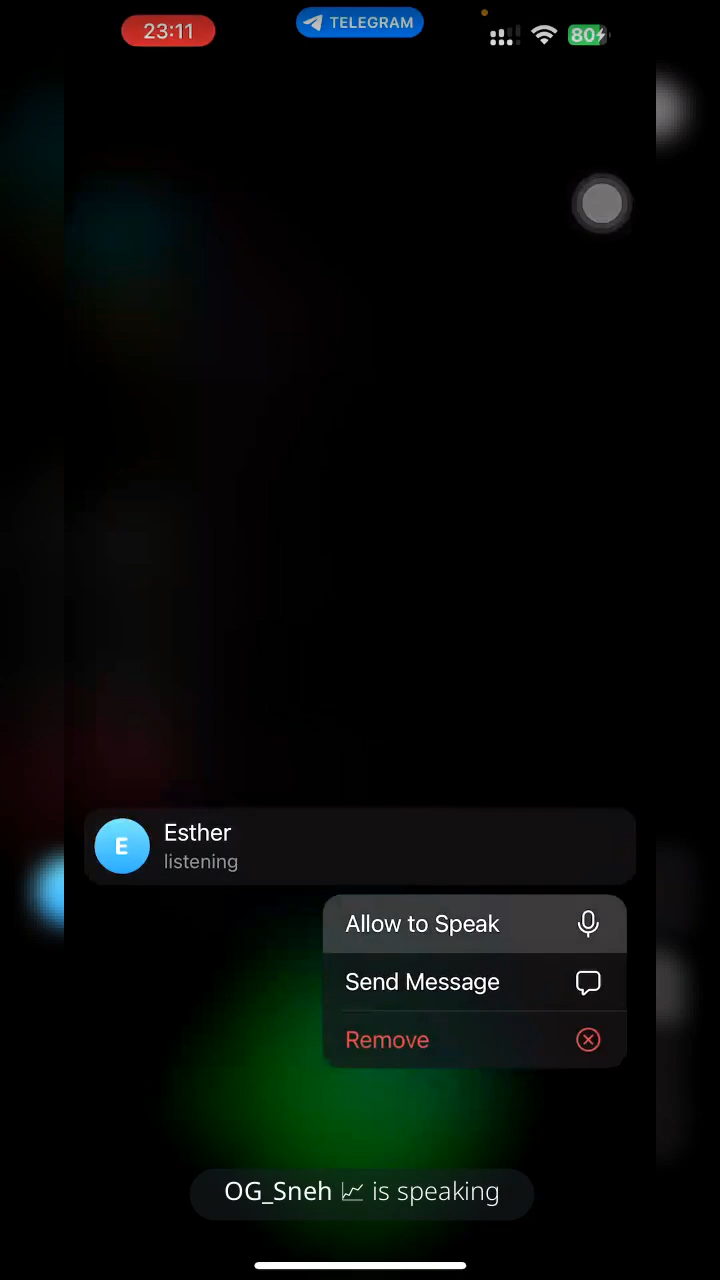 23:11
TELEGRAM
80
E
Esther
listening
Allow to Speak
Send Message
Remove
OG_Sneh 📈 is speaking